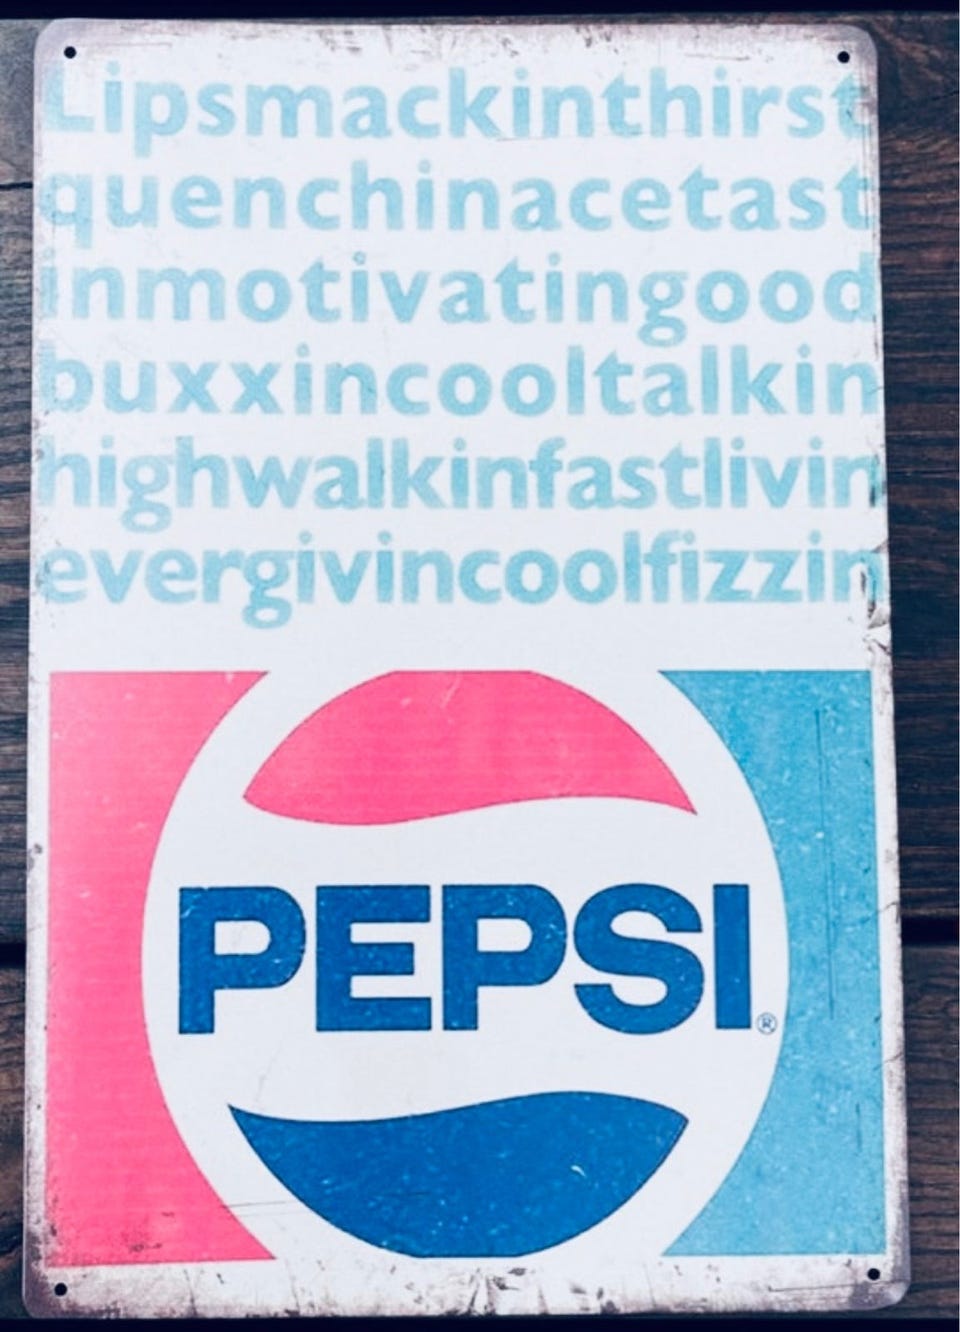 Lipsmackinthirst
quenchinacetast
inmotivatingood
buxxincooltalkin
highwalkinfastlivin
evergivincoolfizzin
PEPSI®